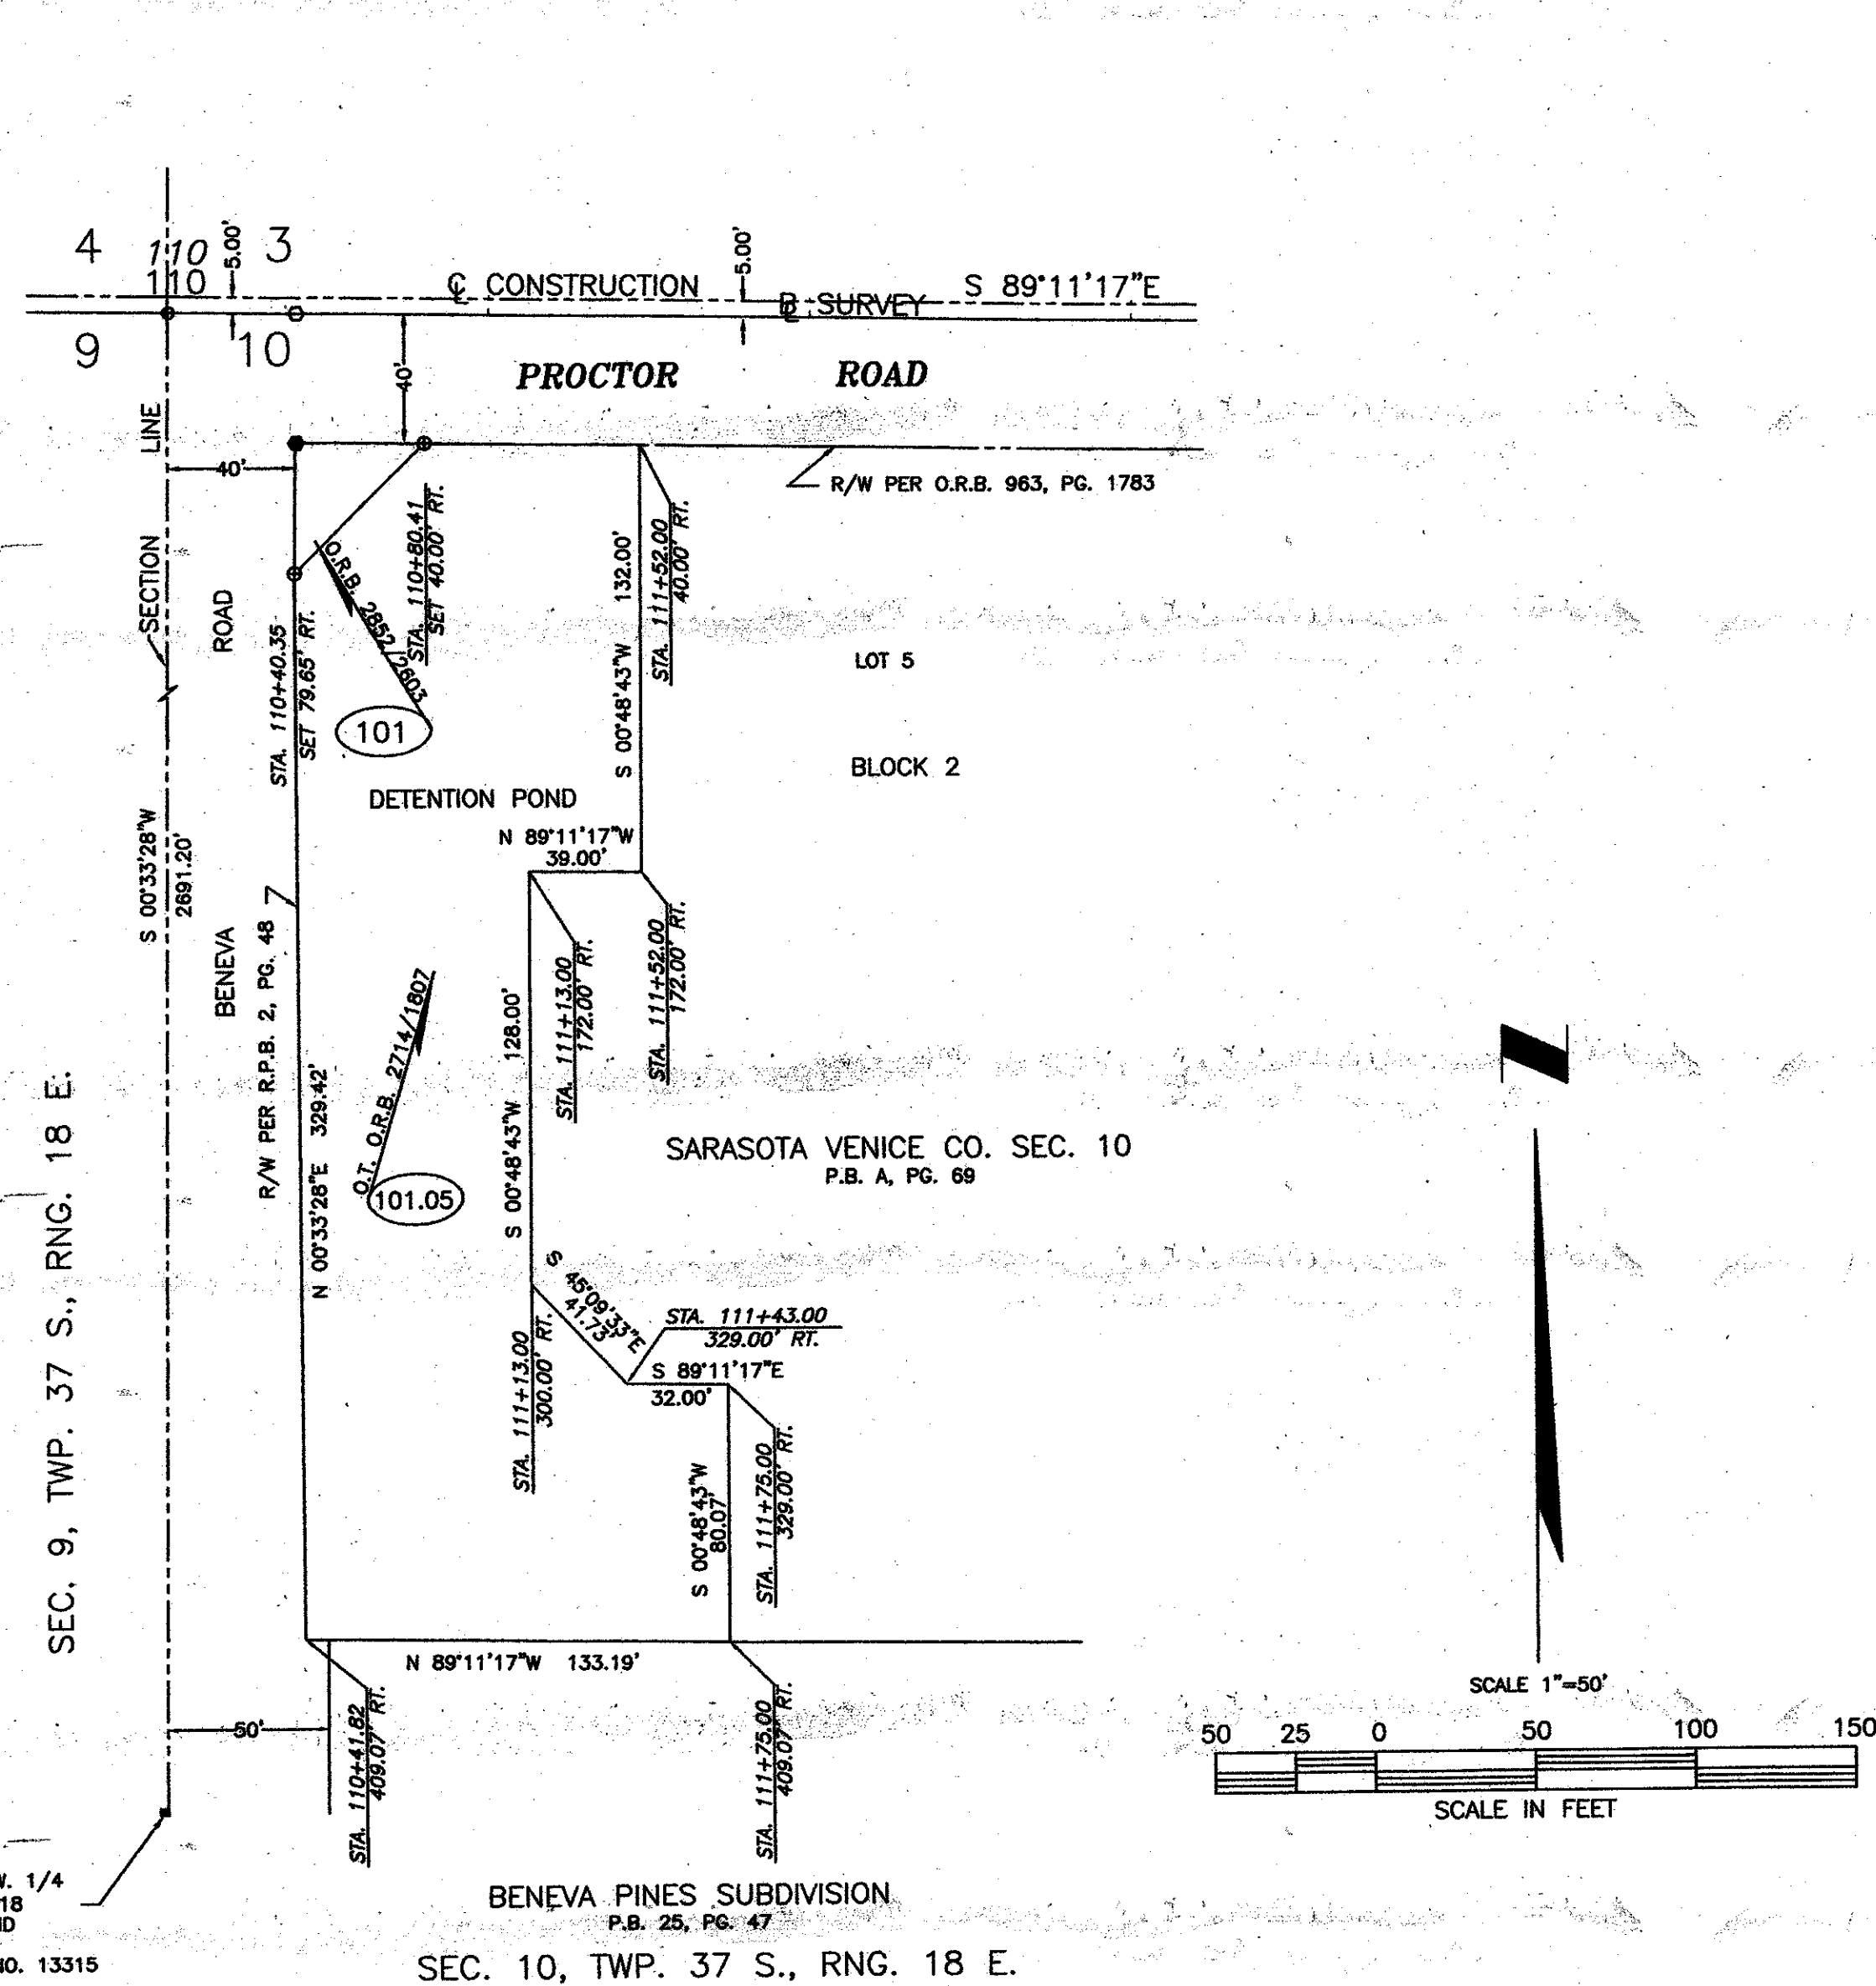 4
110
110
5.00'
3
℄ CONSTRUCTION
5.00'
S 89°11'17"E
℄ SURVEY
9
10
40'
PROCTOR ROAD
LINE
40'
R/W PER O.R.B. 963, PG. 1783
SECTION
ROAD
STA. 110+40.35
SET 79.65' RT.
O.R.B. 2852/2603
STA. 110+80.41
SET 40.00' RT.
S 00°48'43"W 132.00'
STA. 111+52.00
40.00' RT.
LOT 5
101
BLOCK 2
DETENTION POND
N 89°11'17"W
39.00'
S 00°33'28"W
2691.20'
BENEVA
R/W PER R.P.B. 2, PG. 48
STA. 111+13.00
172.00' RT.
STA. 111+52.00
172.00' RT.
N 00°33'28"E 329.42'
O.T. O.R.B. 2714/1807
101.05
S 00°48'43"W 128.00'
SARASOTA VENICE CO. SEC. 10
P.B. A, PG. 69
SEC. 9, TWP. 37 S., RNG. 18 E.
S 45°09'33"E
41.73'
STA. 111+43.00
329.00' RT.
STA. 111+13.00
300.00' RT.
S 89°11'17"E
32.00'
S 00°48'43"W
80.07'
STA. 111+75.00
329.00' RT.
N 89°11'17"W 133.19'
50'
STA. 110+41.82
409.07' RT.
STA. 111+75.00
409.07' RT.
SCALE 1"=50'
50 25 0 50 100 150
SCALE IN FEET
W. 1/4
18
ND
NO. 13315
BENEVA PINES SUBDIVISION
P.B. 25, PG. 47
SEC. 10, TWP. 37 S., RNG. 18 E.